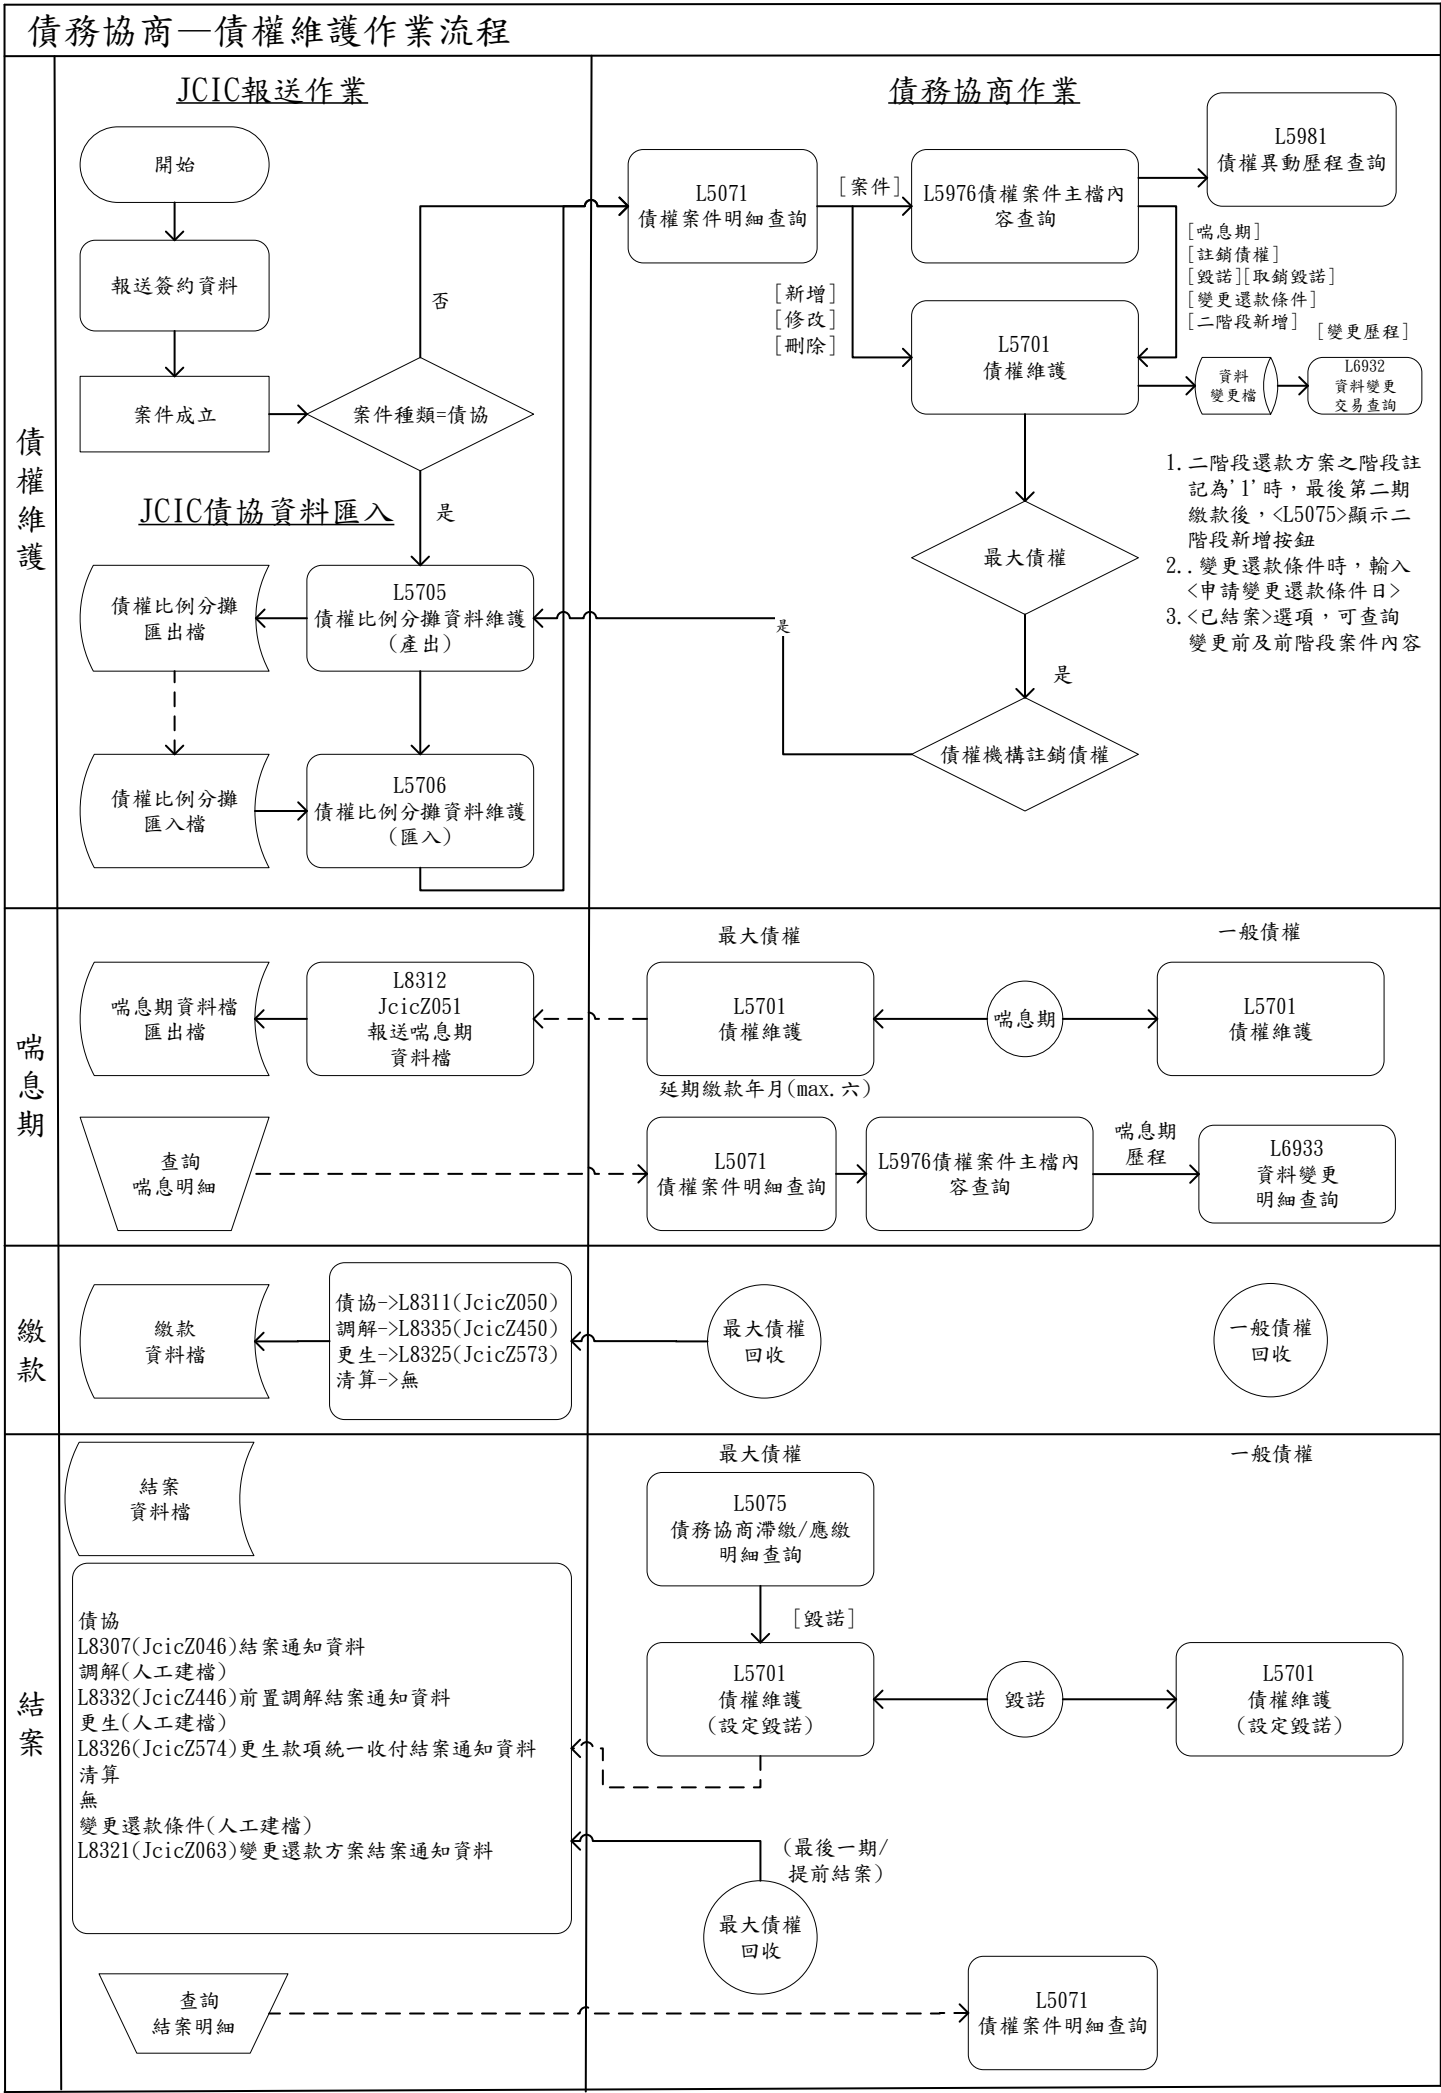 債務協商—債權維護作業流程
債權維護
JCIC報送作業
開始
報送簽約資料
案件成立
案件種類=債協
否
是
JCIC債協資料匯入
債權比例分攤
匯出檔
L5705
債權比例分攤資料維護
(產出)
債權比例分攤
匯入檔
L5706
債權比例分攤資料維護
(匯入)
債務協商作業
L5071
債權案件明細查詢
[案件]
L5976債權案件主檔內
容查詢
L5981
債權異動歷程查詢
[新增]
[修改]
[刪除]
[喘息期]
[註銷債權]
[毀諾][取銷毀諾]
[變更還款條件]
[二階段新增]
[變更歷程]
L5701
債權維護
資料
變更檔
L6932
資料變更
交易查詢
1.二階段還款方案之階段註
記為'1'時，最後第二期
繳款後，<L5075>顯示二
階段新增按鈕
2..變更還款條件時，輸入
<申請變更還款條件日>
3.<已結案>選項，可查詢
變更前及前階段案件內容
最大債權
是
債權機構註銷債權
是
喘息期
最大債權
一般債權
喘息期資料檔
匯出檔
L8312
JcicZ051
報送喘息期
資料檔
L5701
債權維護
喘息期
L5701
債權維護
延期繳款年月(max.六)
查詢
喘息明細
L5071
債權案件明細查詢
L5976債權案件主檔內
容查詢
喘息期
歷程
L6933
資料變更
明細查詢
繳款
繳款
資料檔
債協->L8311(JcicZ050)
調解->L8335(JcicZ450)
更生->L8325(JcicZ573)
清算->無
最大債權
回收
一般債權
回收
結案
結案
資料檔
最大債權
一般債權
L5075
債務協商滯繳/應繳
明細查詢
[毀諾]
債協
L8307(JcicZ046)結案通知資料
調解(人工建檔)
L8332(JcicZ446)前置調解結案通知資料
更生(人工建檔)
L8326(JcicZ574)更生款項統一收付結案通知資料
清算
無
變更還款條件(人工建檔)
L8321(JcicZ063)變更還款方案結案通知資料
L5701
債權維護
(設定毀諾)
毀諾
L5701
債權維護
(設定毀諾)
(最後一期/
提前結案)
最大債權
回收
查詢
結案明細
L5071
債權案件明細查詢